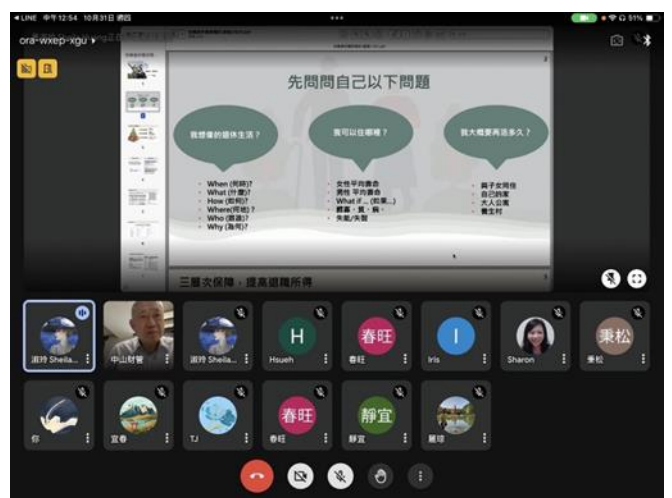 ◀ LINE 中午12:54 10月31日 週四
51%
ora-wxep-xgu ▸
先問問自己以下問題
我想像的退休生活？
我可以住哪裡？
我大概要再活多久？
• When (何時)?
• What (什麼)?
• How (如何)?
• Where(何地)？
• Who (跟誰)?
• Why (為何)?
• 女性平均壽命
• 男性 平均壽命
• What if ... (如果...)
• 失能/失智
• 與子女同住
• 自己的家
• 大人公寓
• 養生村
三層次保障，提高退職所得
淑玲 Sheila...
中山財管
淑玲 Sheila...
H
Hsueh
春旺
春旺
I
Iris
Sharon
秉松
秉松
你
宜春
TJ
春旺
春旺
靜宜
靜宜
麗琼